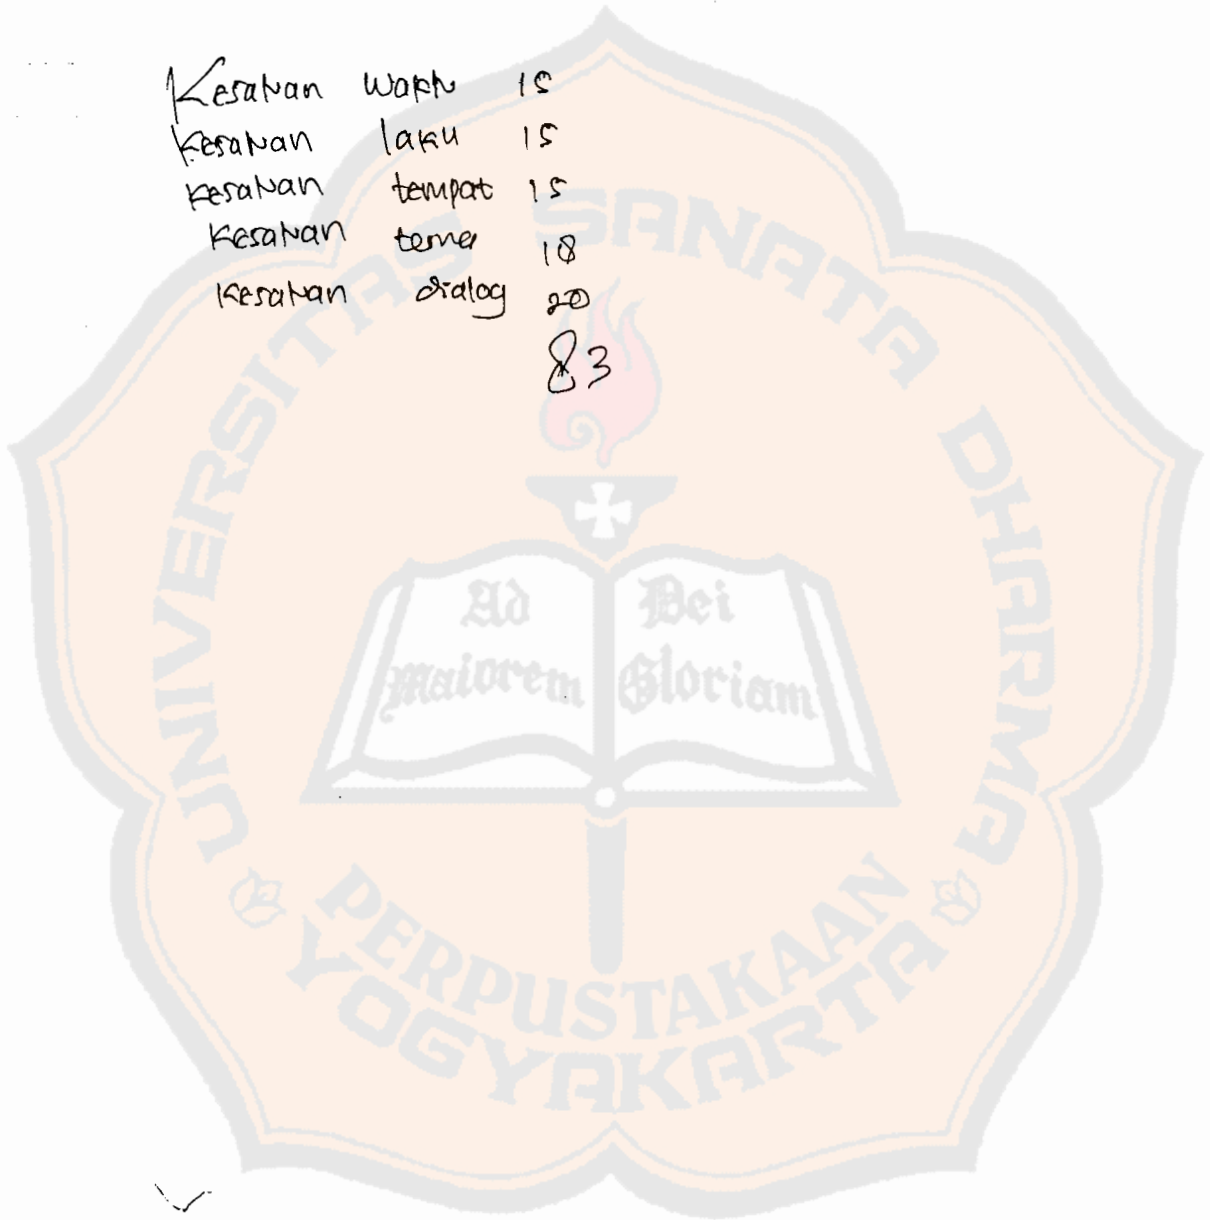 Kesatuan waktu 15
kesatuan laku 15
kesatuan tempat 15
kesatuan tema 18
kesatuan dialog 20
83
UNIVERSITAS SANATA DHARMA
Ad Dei
maiorem Gloriam
PERPUSTAKAAN
YOGYAKARTA